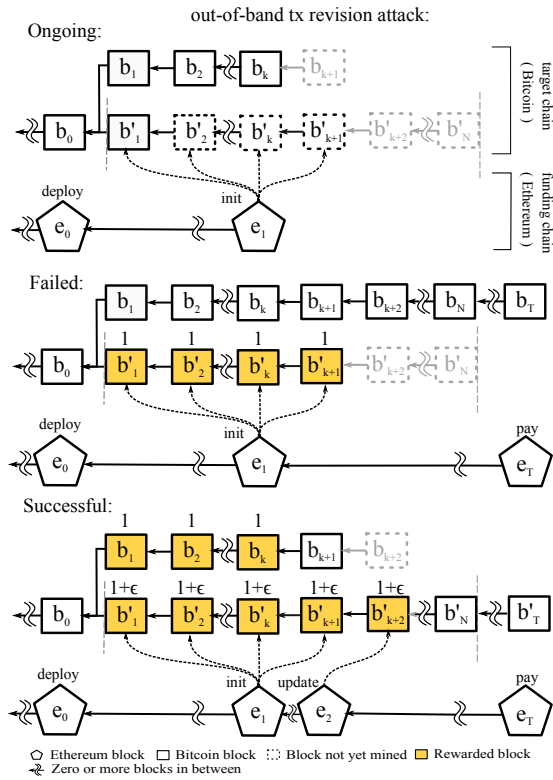 out-of-band tx revision attack:
Ongoing:
b₁ b₂ bₖ bₖ₊₁
b₀ b'₁ b'₂ b'ₖ b'ₖ₊₁ b'ₖ₊₂ b'N
target chain
( Bitcoin )
deploy init
e₀ e₁
funding chain
( Ethereum )
Failed:
b₁ b₂ bₖ bₖ₊₁ bₖ₊₂ bN bT
1 1 1 1
b₀ b'₁ b'₂ b'ₖ b'ₖ₊₁ b'ₖ₊₂ b'N
deploy init pay
e₀ e₁ eT
Successful:
1 1 1
b₁ b₂ bₖ bₖ₊₁ bₖ₊₂
1+ϵ 1+ϵ 1+ϵ 1+ϵ 1+ϵ
b₀ b'₁ b'₂ b'ₖ b'ₖ₊₁ b'ₖ₊₂ b'N b'T
deploy init update pay
e₀ e₁ e₂ eT
Ethereum block Bitcoin block Block not yet mined Rewarded block
Zero or more blocks in between